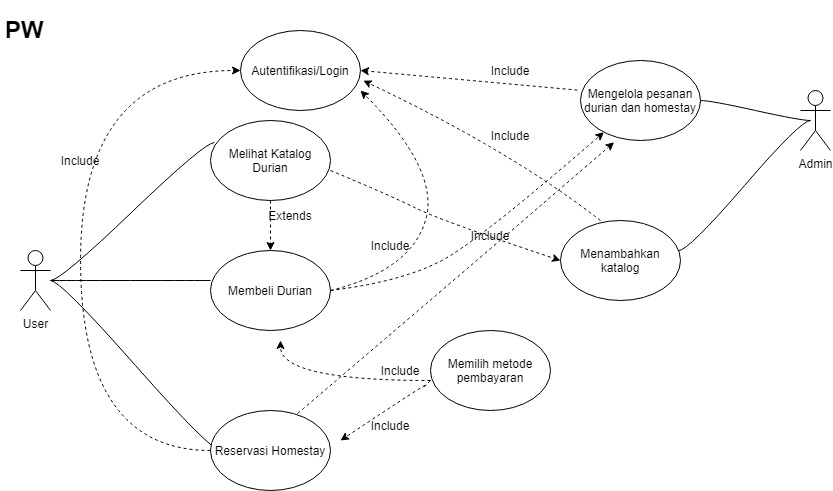 PW
Autentifikasi/Login
Include
Mengelola pesanan
durian dan homestay
Admin
Include
Include
Melihat Katalog
Durian
Extends
Include
Include
Menambahkan
katalog
User
Membeli Durian
Include
Memilih metode
pembayaran
Include
Reservasi Homestay